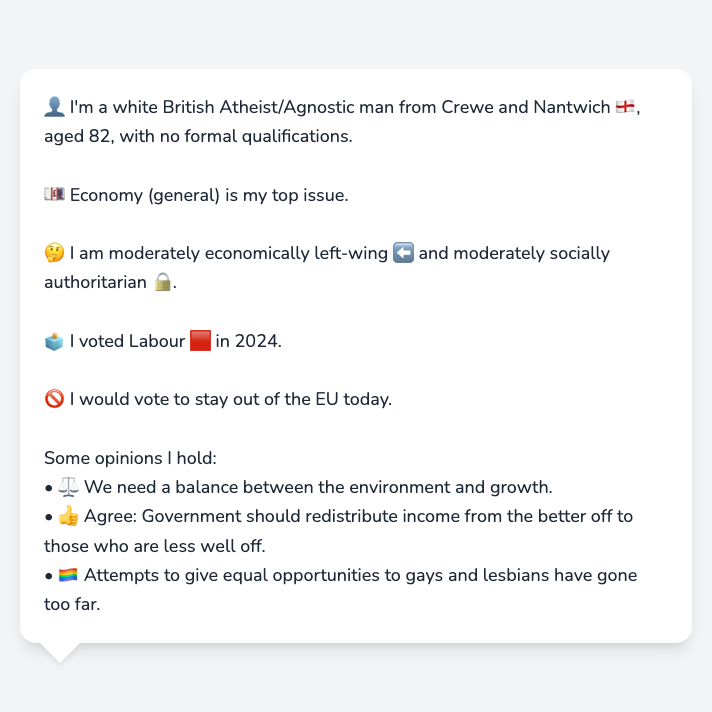 👤 I'm a white British Atheist/Agnostic man from Crewe and Nantwich 🏴󠁧󠁢󠁥󠁮󠁧󠁿,
aged 82, with no formal qualifications.
💷 Economy (general) is my top issue.
🤔 I am moderately economically left-wing ⬅️ and moderately socially
authoritarian 🔒.
🗳️ I voted Labour 🟥 in 2024.
🚫 I would vote to stay out of the EU today.
Some opinions I hold:
• ⚖️ We need a balance between the environment and growth.
• 👍 Agree: Government should redistribute income from the better off to
those who are less well off.
• 🏳️‍🌈 Attempts to give equal opportunities to gays and lesbians have gone
too far.